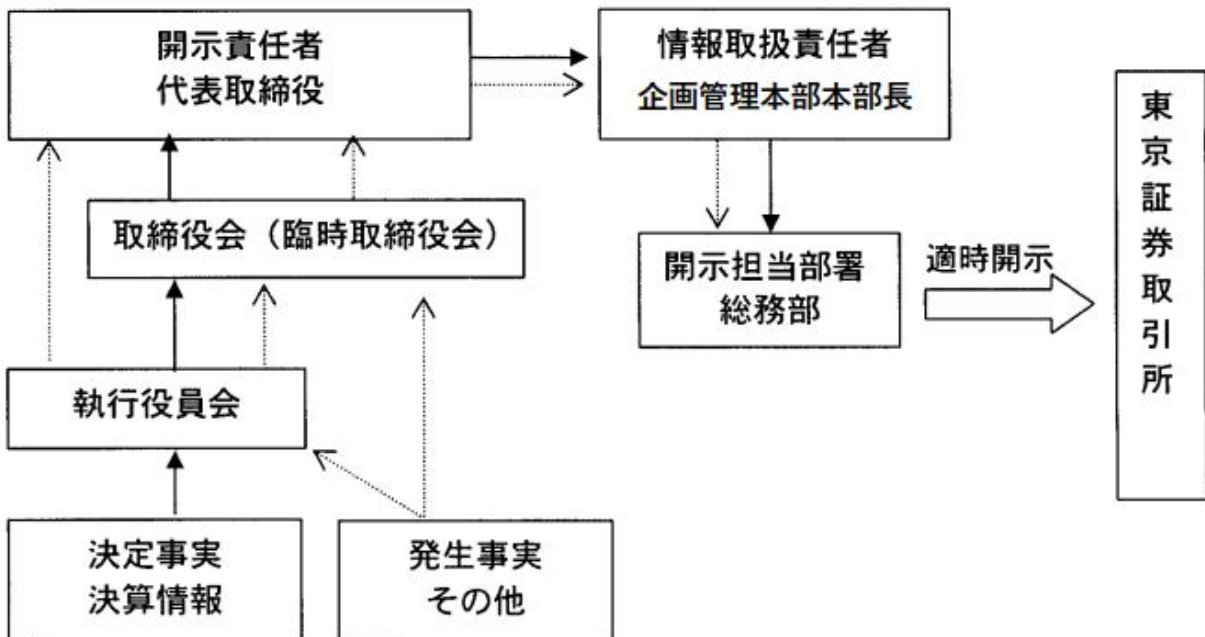 開示責任者
代表取締役
情報取扱責任者
企画管理本部本部長
東京証券取引所
取締役会（臨時取締役会）
開示担当部署
総務部
適時開示
執行役員会
決定事実
決算情報
発生事実
その他